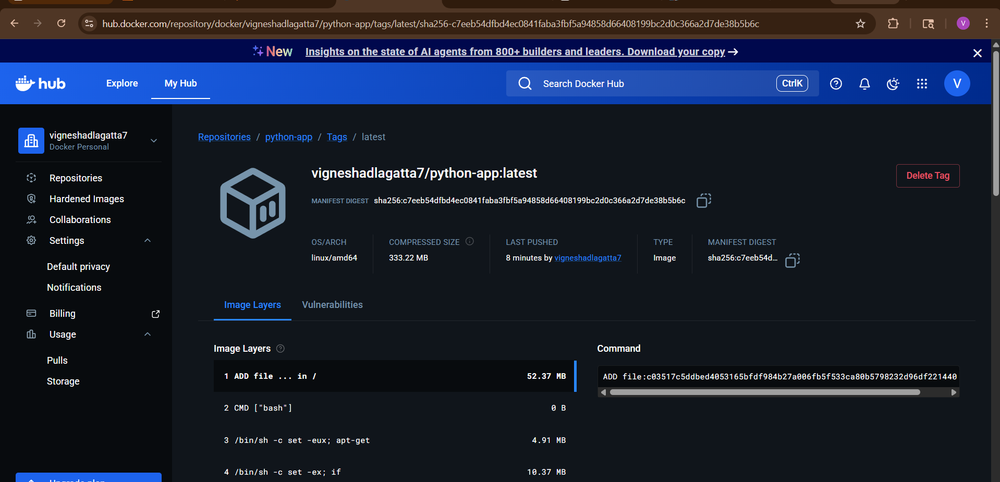 hub.docker.com/repository/docker/vigneshadlagatta7/python-app/tags/latest/sha256-c7eeb54dfbd4ec0841faba3fbf5a94858d66408199bc2d0c366a2d7de38b5b6c
V
New Insights on the state of AI agents from 800+ builders and leaders. Download your copy →
hub
Explore
My Hub
Search Docker Hub
CtrlK
V
vigneshadlagatta7
Docker Personal
Repositories
Hardened Images
Collaborations
Settings
Default privacy
Notifications
Billing
Usage
Pulls
Storage
Upgrade plan
Repositories / python-app / Tags / latest
vigneshadlagatta7/python-app:latest
Delete Tag
MANIFEST DIGEST sha256:c7eeb54dfbd4ec0841faba3fbf5a94858d66408199bc2d0c366a2d7de38b5b6c
OS/ARCH
linux/amd64
COMPRESSED SIZE
333.22 MB
LAST PUSHED
8 minutes by vigneshadlagatta7
TYPE
Image
MANIFEST DIGEST
sha256:c7eeb54d...
Image Layers
Vulnerabilities
Image Layers
1 ADD file ... in / 52.37 MB
2 CMD ["bash"] 0 B
3 /bin/sh -c set -eux; apt-get 4.91 MB
4 /bin/sh -c set -ex; if 10.37 MB
Command
ADD file:c03517c5ddbed4053165bfdf984b27a006fb5f533ca80b5798232d96df221440